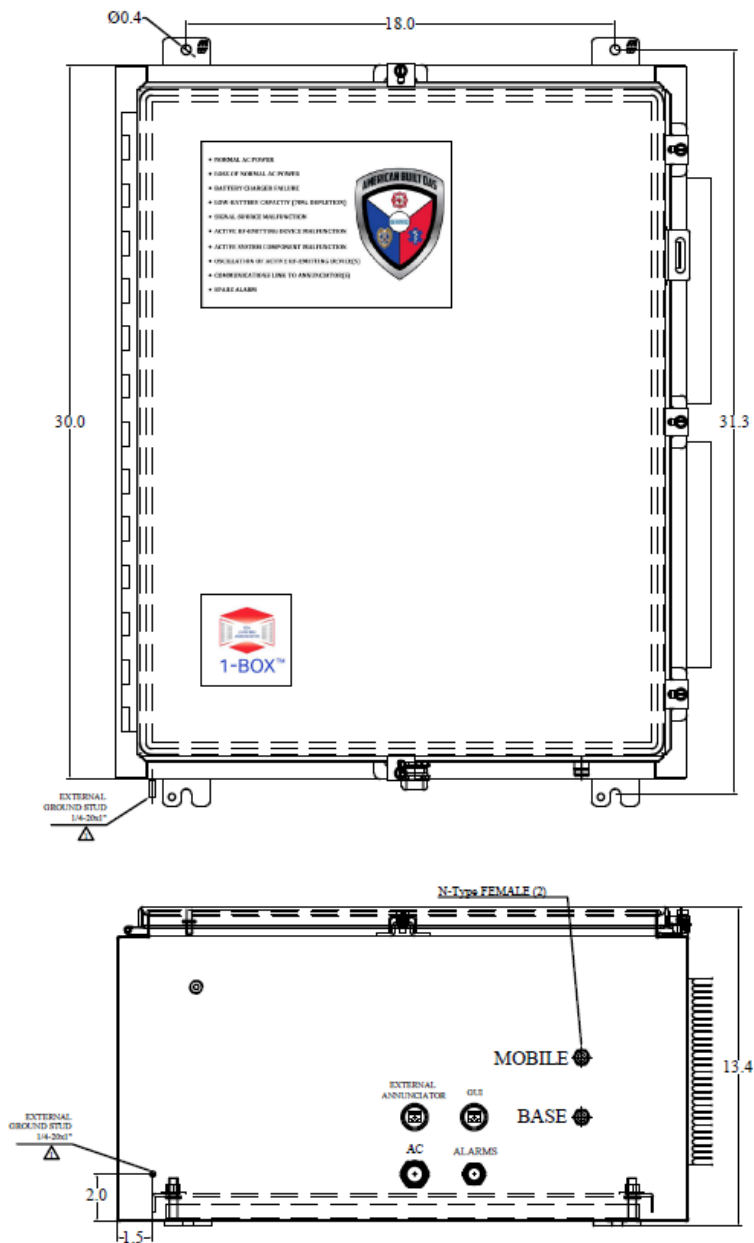 Ø0.4
18.0
30.0
31.3
• NORMAL AC POWER
• LOSS OF NORMAL AC POWER
• BATTERY CHARGER FAILURE
• LOW-BATTERY CAPACITY (70% DEPLETION)
• SIGNAL SOURCE MALFUNCTION
• ACTIVE RF-EMITTING DEVICE MALFUNCTION
• ACTIVE SYSTEM COMPONENT MALFUNCTION
• OSCILLATION OF ACTIVE RF-EMITTING DEVICE(S)
• COMMUNICATIONS LINK TO ANNUNCIATOR(S)
• SPARE ALARM
AMERICAN BUILT DAS
1-BOX™
EXTERNAL
GROUND STUD
1/4-20x1"
N-Type FEMALE (2)
MOBILE
13.4
EXTERNAL
ANNUNCIATOR
GUI
BASE
EXTERNAL
GROUND STUD
1/4-20x1"
AC
ALARMS
2.0
1.5